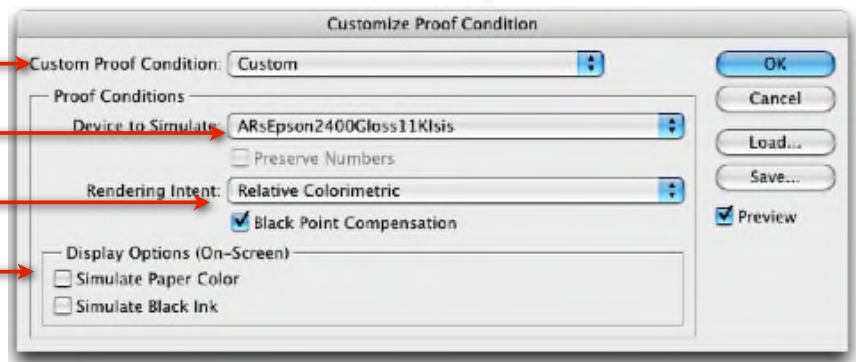 Customize Proof Condition
Custom Proof Condition: Custom
OK
Proof Conditions
Cancel
Device to Simulate: ARsEpson2400Gloss11KIsis
Preserve Numbers
Load...
Rendering Intent: Relative Colorimetric
Save...
Black Point Compensation
Preview
Display Options (On-Screen)
Simulate Paper Color
Simulate Black Ink